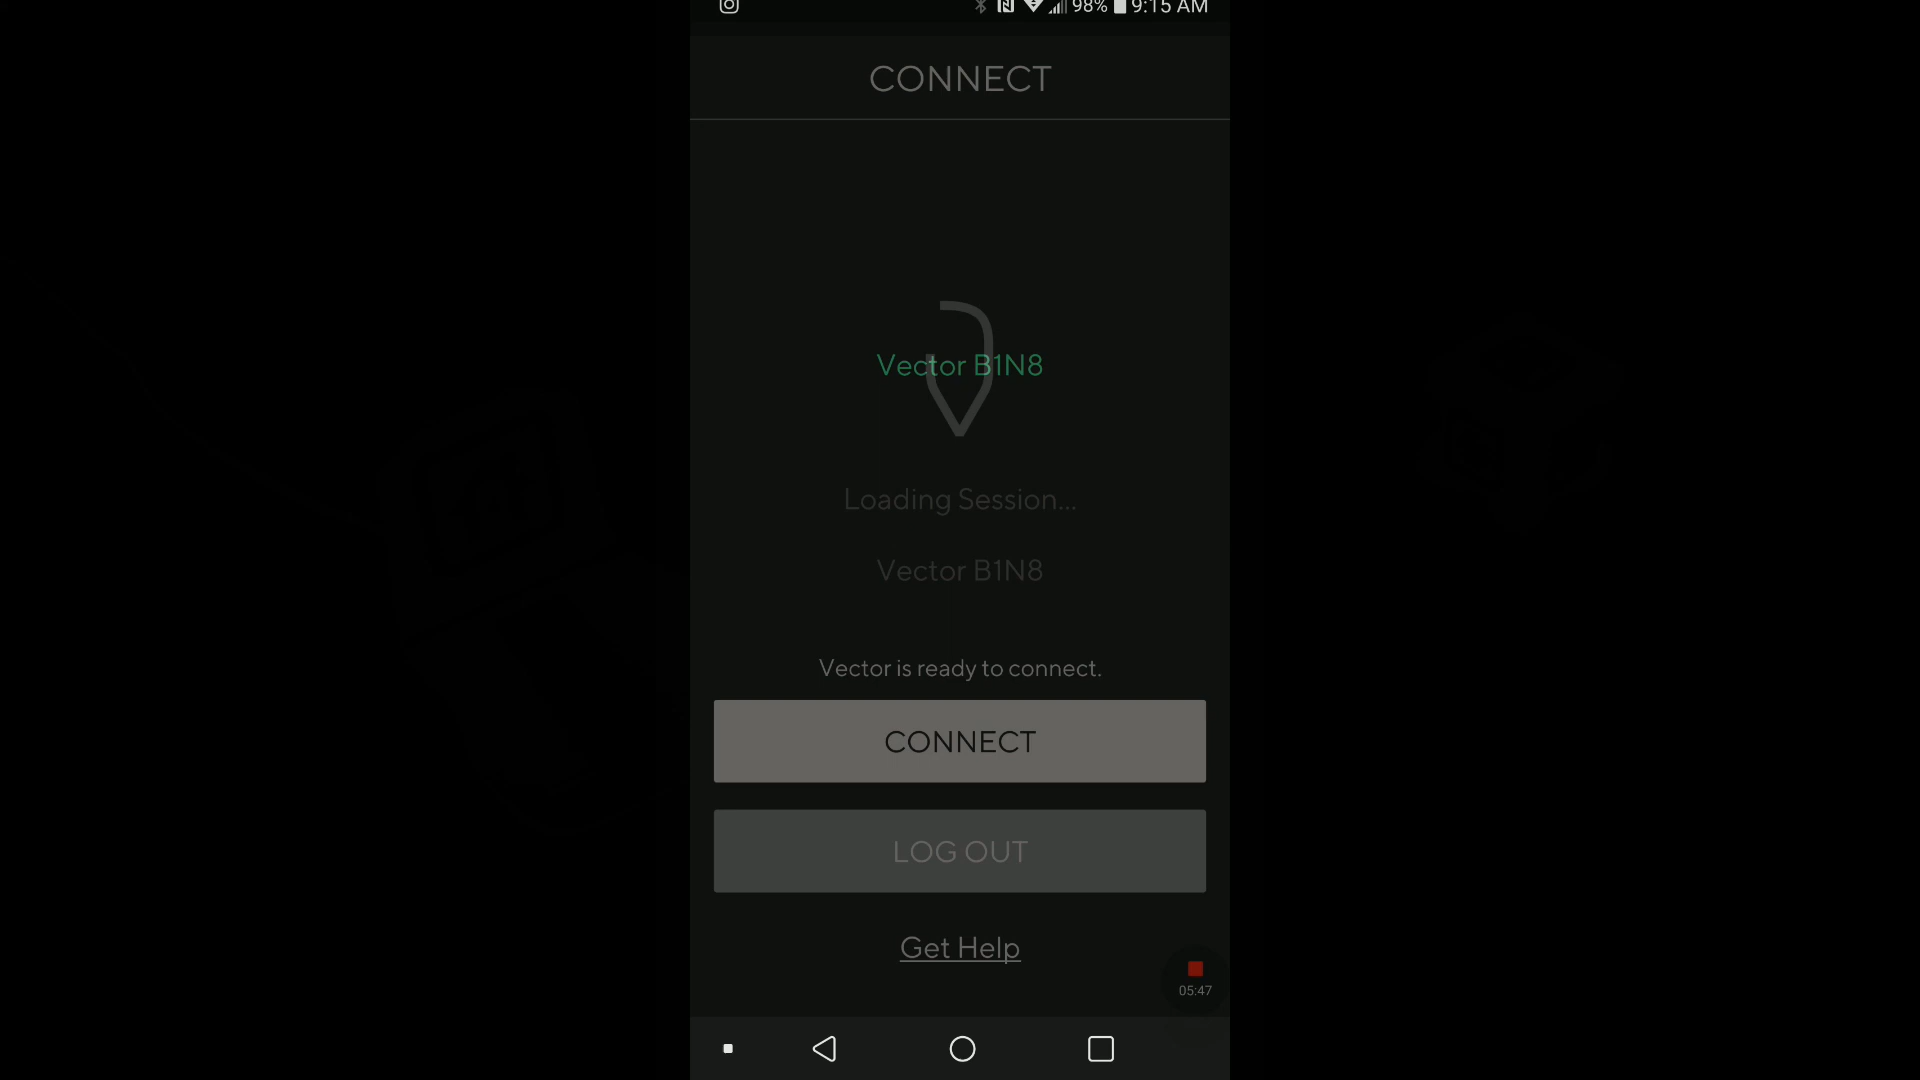 98% 9:15 AM
CONNECT
Vector B1N8
Loading Session...
Vector B1N8
Vector is ready to connect.
CONNECT
LOG OUT
Get Help
05:47